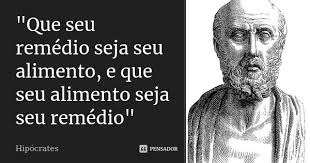 "Que seu
remédio seja seu
alimento, e que
seu alimento seja
seu remédio"
Hipócrates
PENSADOR